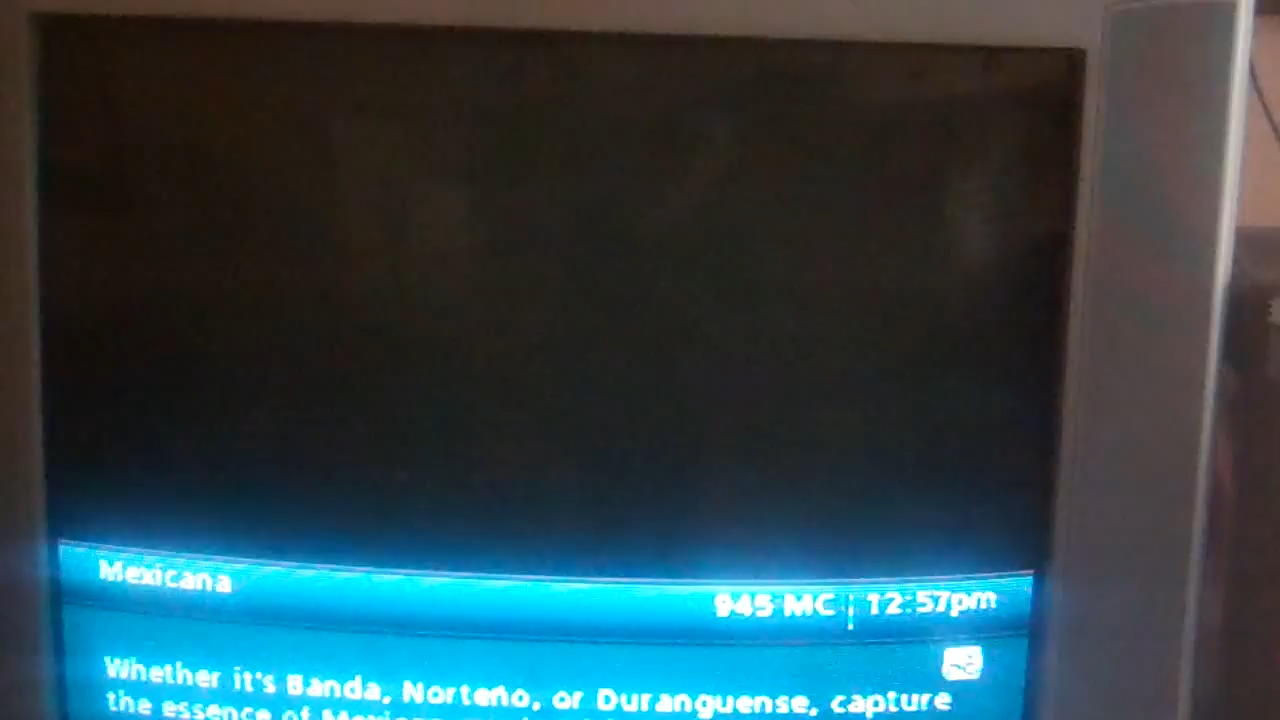 Mexicana
945 MC | 12:57pm
Whether it's Banda, Norteño, or Duranguense, capture
the essence of